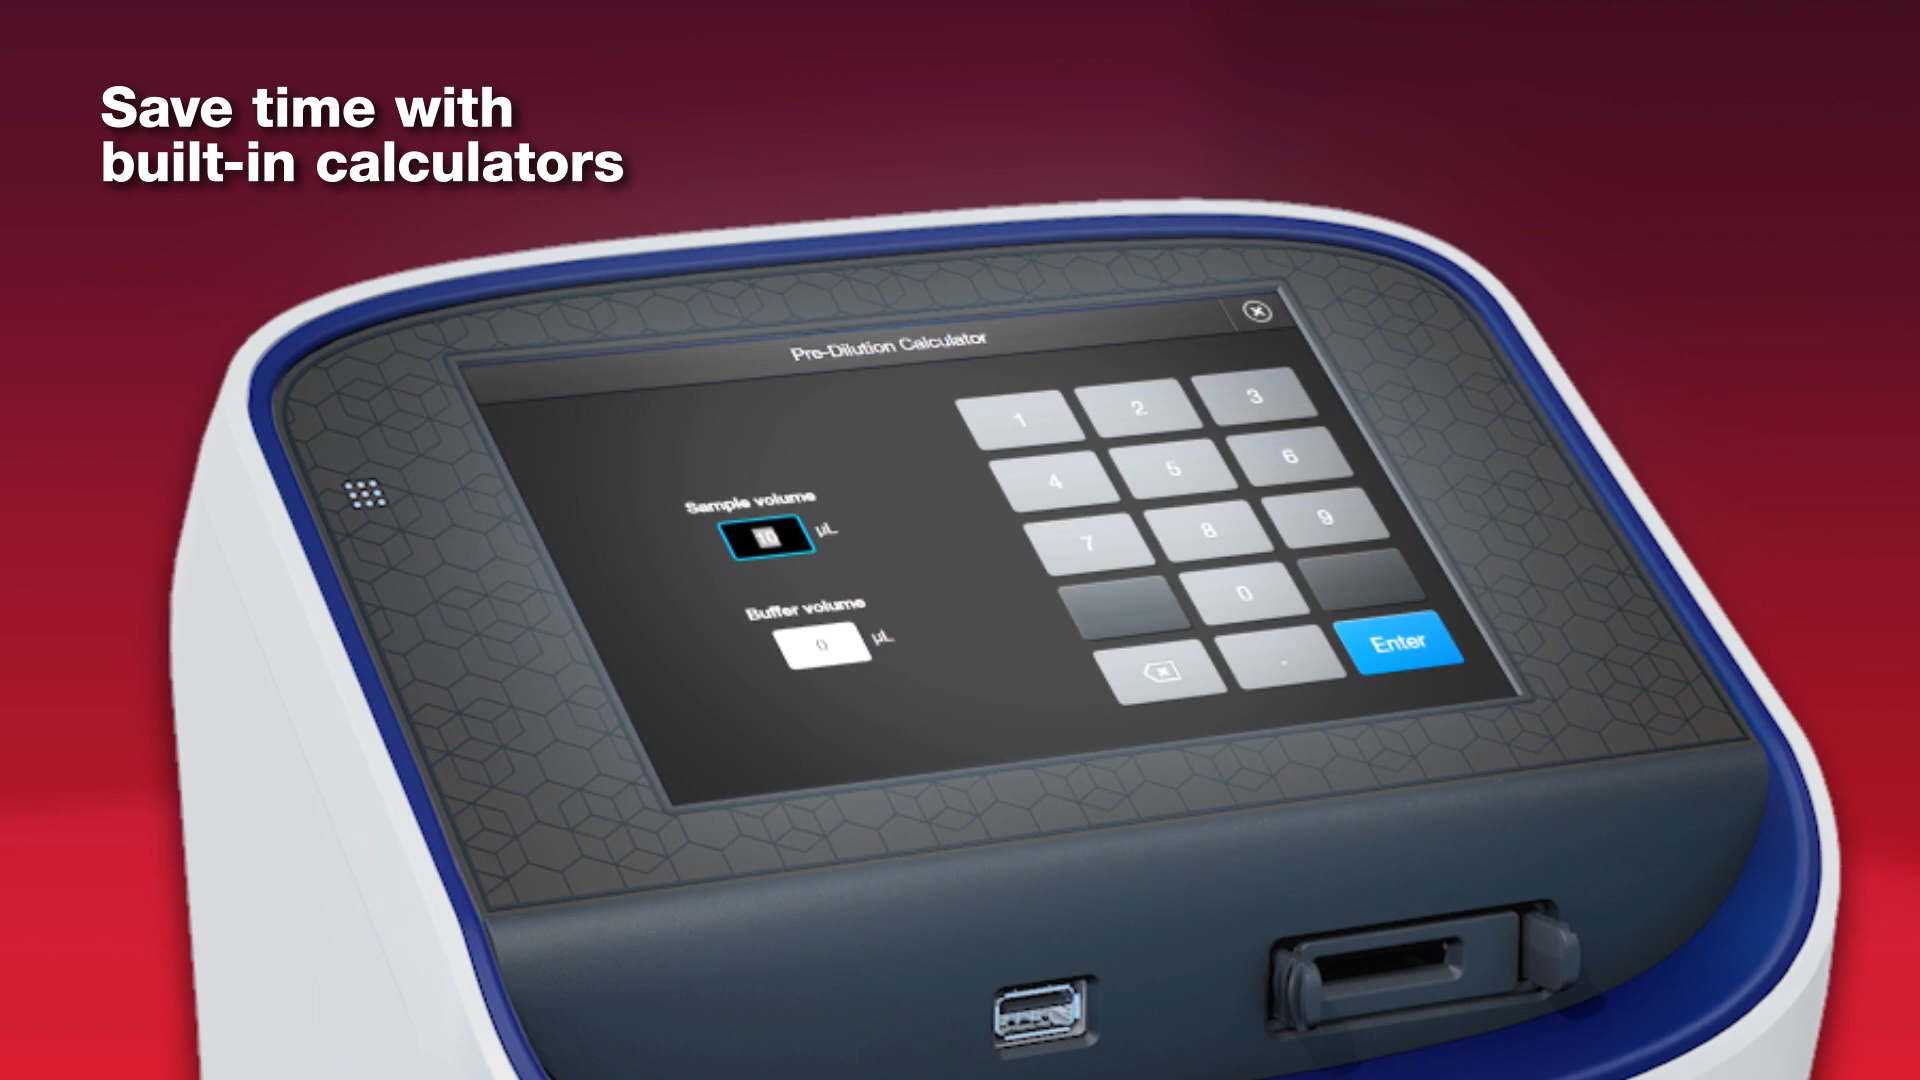 Save time with
built-in calculators
Pre-Dilution Calculator
Sample volume
10 µL
Buffer volume
0 µL
1 2 3
4 5 6
7 8 9
0
. Enter